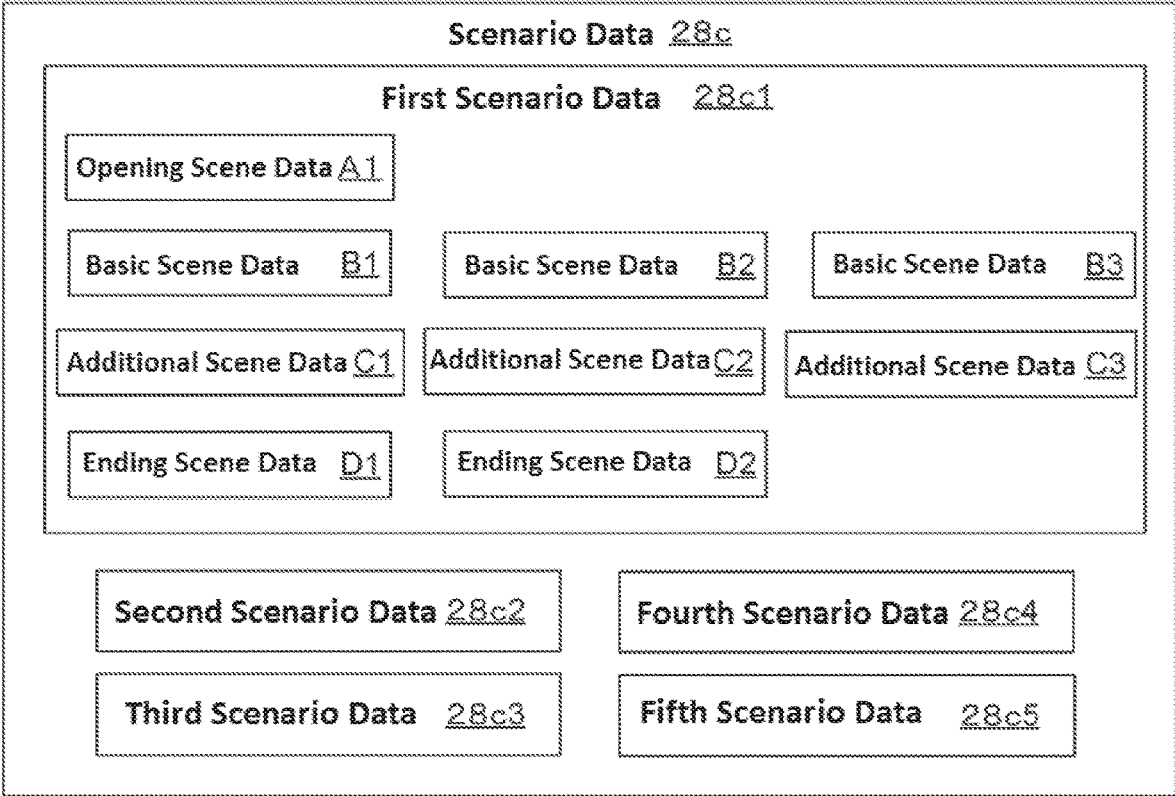 Scenario Data 28c
First Scenario Data 28c1
Opening Scene Data A1
Basic Scene Data B1
Basic Scene Data B2
Basic Scene Data B3
Additional Scene Data C1
Additional Scene Data C2
Additional Scene Data C3
Ending Scene Data D1
Ending Scene Data D2
Second Scenario Data 28c2
Fourth Scenario Data 28c4
Third Scenario Data 28c3
Fifth Scenario Data 28c5